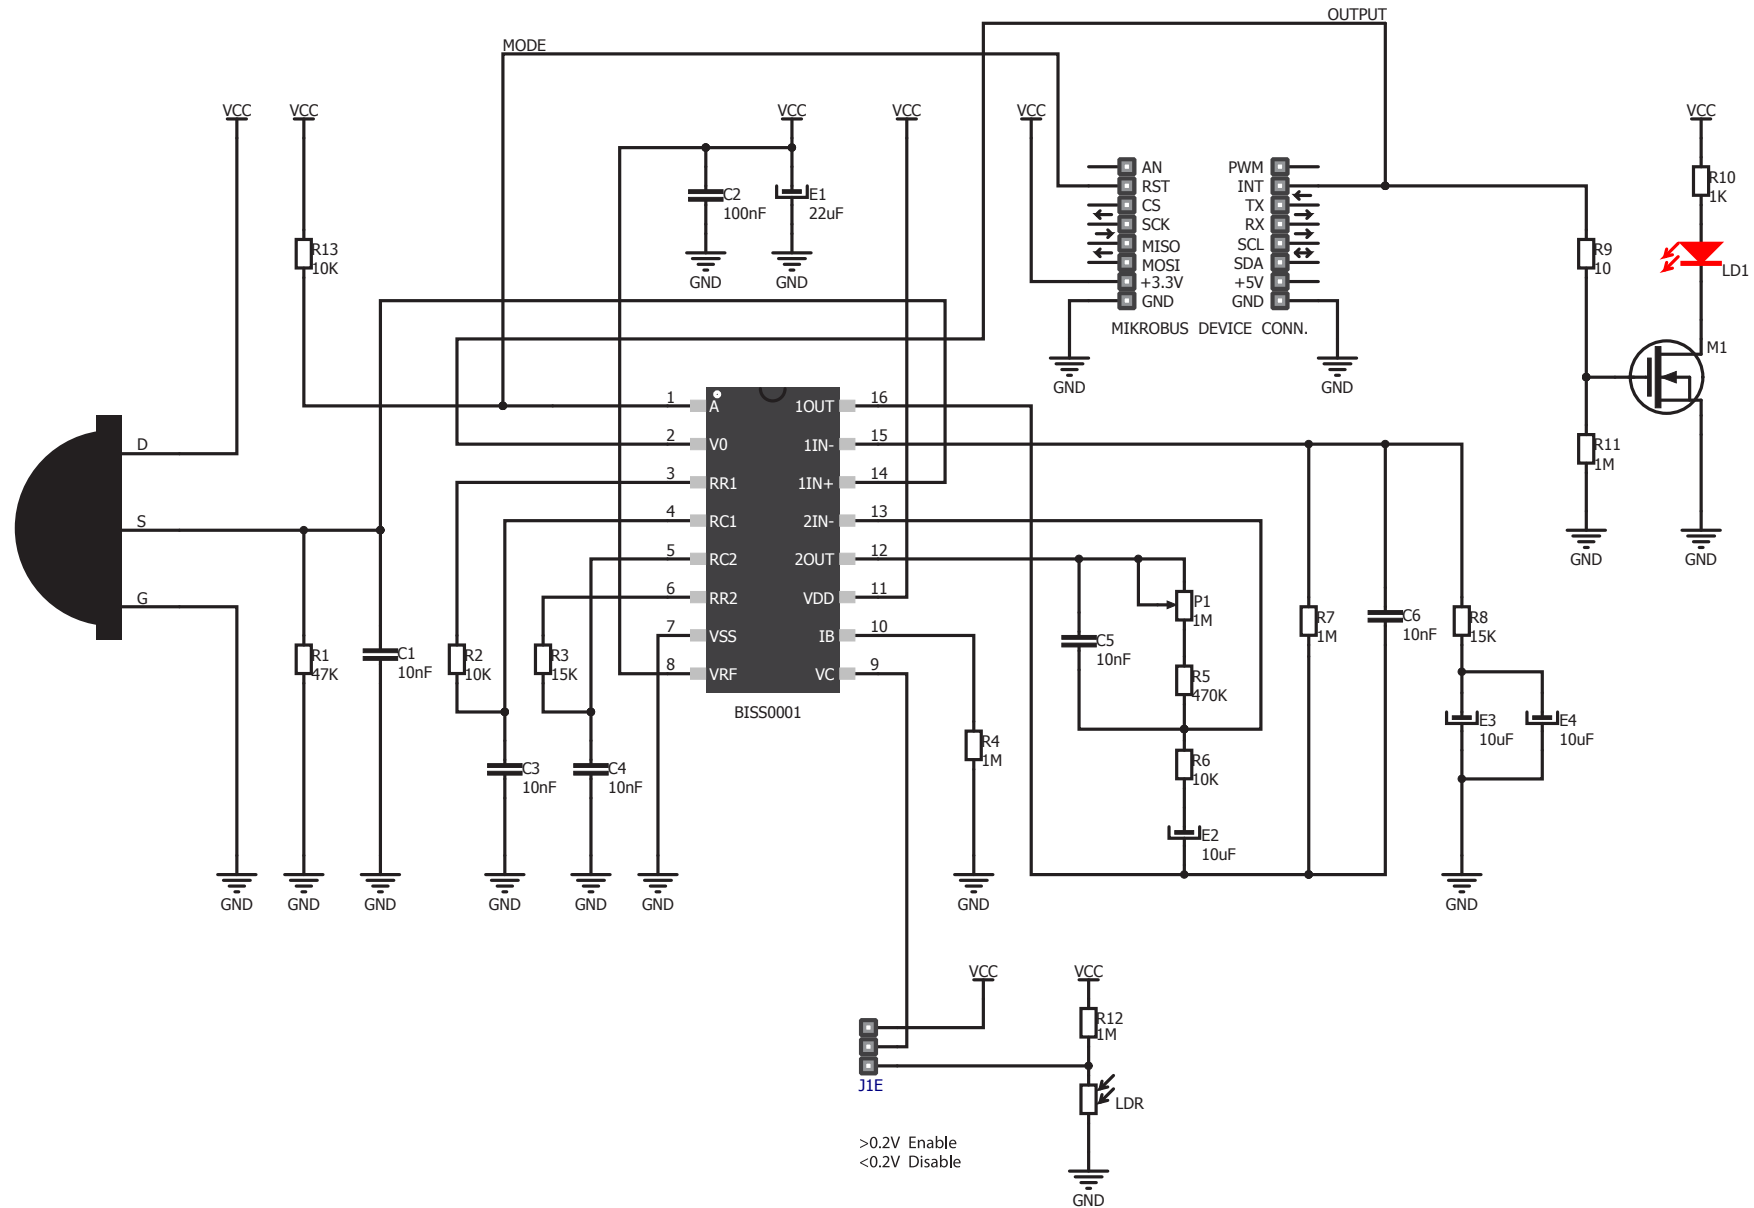 OUTPUT
MODE
VCC
VCC
VCC
VCC
VCC
VCC
C2
100nF
E1
22uF
GND
GND
R13
10K
AN
RST
CS
SCK
MISO
MOSI
+3.3V
GND
PWM
INT
TX
RX
SCL
SDA
+5V
GND
MIKROBUS DEVICE CONN.
GND
GND
R10
1K
LD1
R9
10
M1
R11
1M
GND
GND
D
S
G
1 A
2 V0
3 RR1
4 RC1
5 RC2
6 RR2
7 VSS
8 VRF
1OUT 16
1IN- 15
1IN+ 14
2IN- 13
2OUT 12
VDD 11
IB 10
VC 9
BISS0001
R1
47K
C1
10nF
R2
10K
R3
15K
C3
10nF
C4
10nF
R4
1M
P1
1M
C5
10nF
R5
470K
R6
10K
E2
10uF
R7
1M
C6
10nF
R8
15K
E3
10uF
E4
10uF
GND
GND
GND
GND
GND
GND
GND
GND
VCC
VCC
R12
1M
J1E
LDR
>0.2V Enable
<0.2V Disable
GND